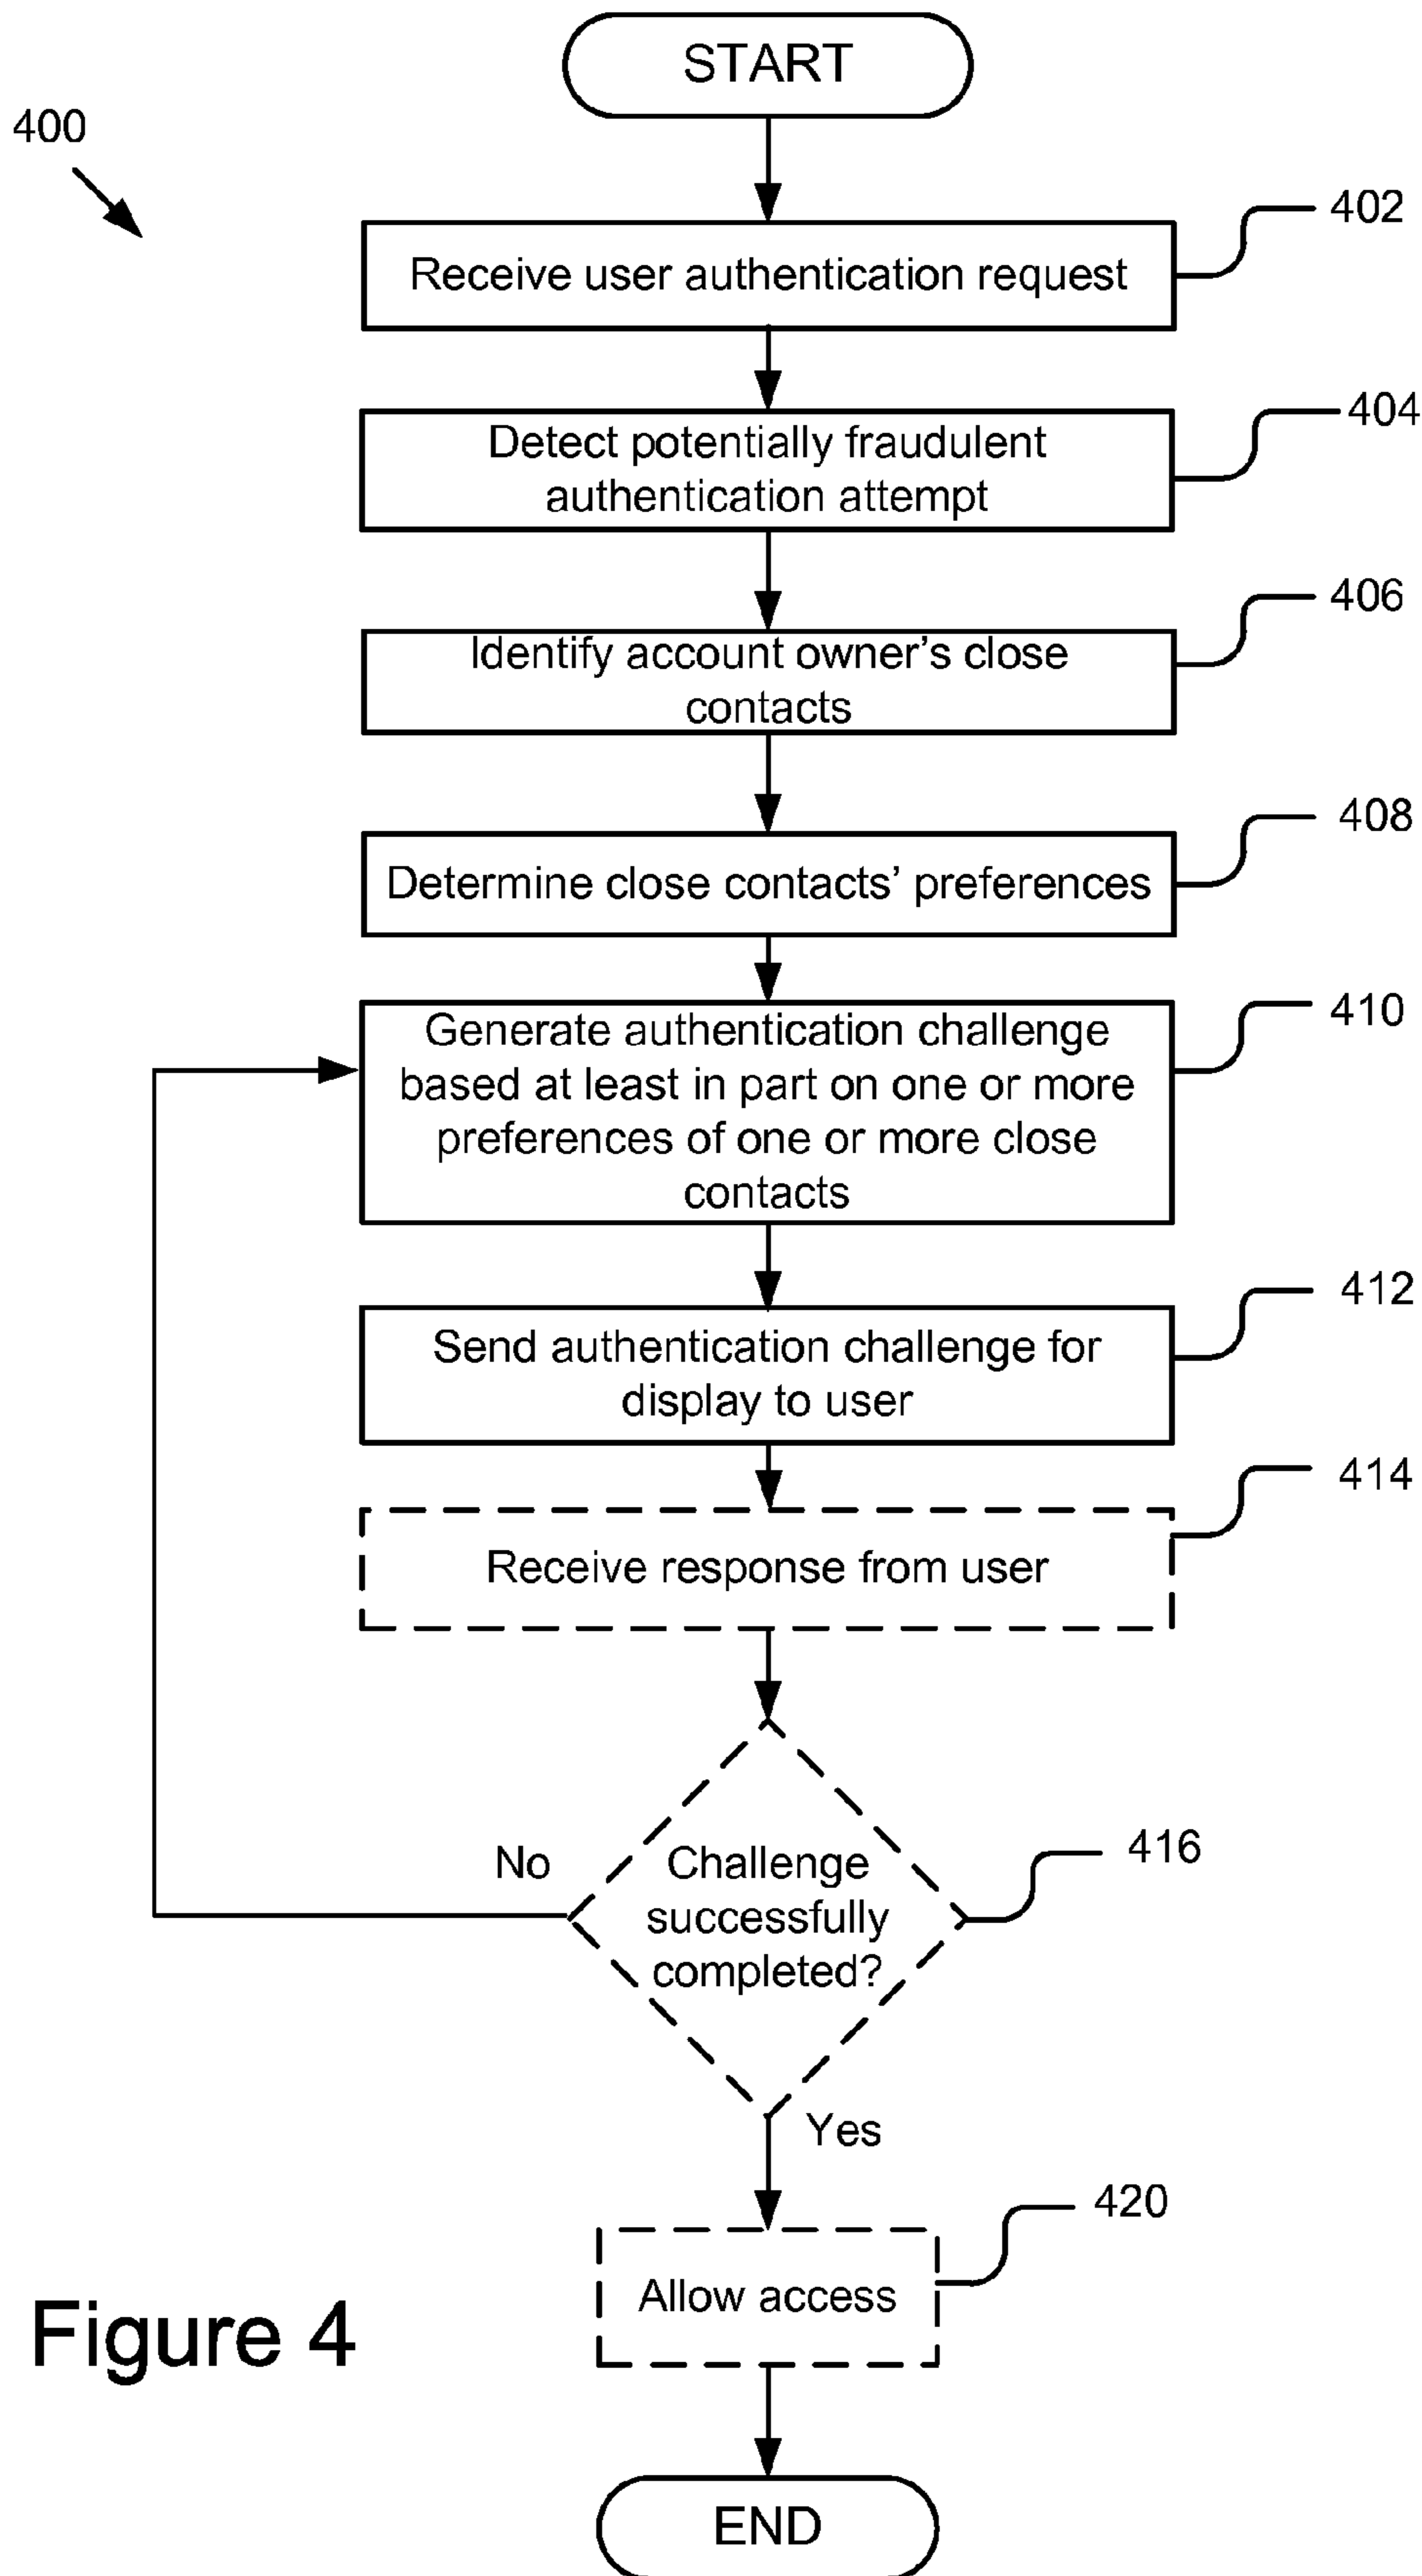 START
400
402
Receive user authentication request
404
Detect potentially fraudulent
authentication attempt
406
Identify account owner’s close
contacts
408
Determine close contacts’ preferences
410
Generate authentication challenge
based at least in part on one or more
preferences of one or more close
contacts
412
Send authentication challenge for
display to user
414
Receive response from user
416
No
Challenge
successfully
completed?
Yes
420
Allow access
Figure 4
END